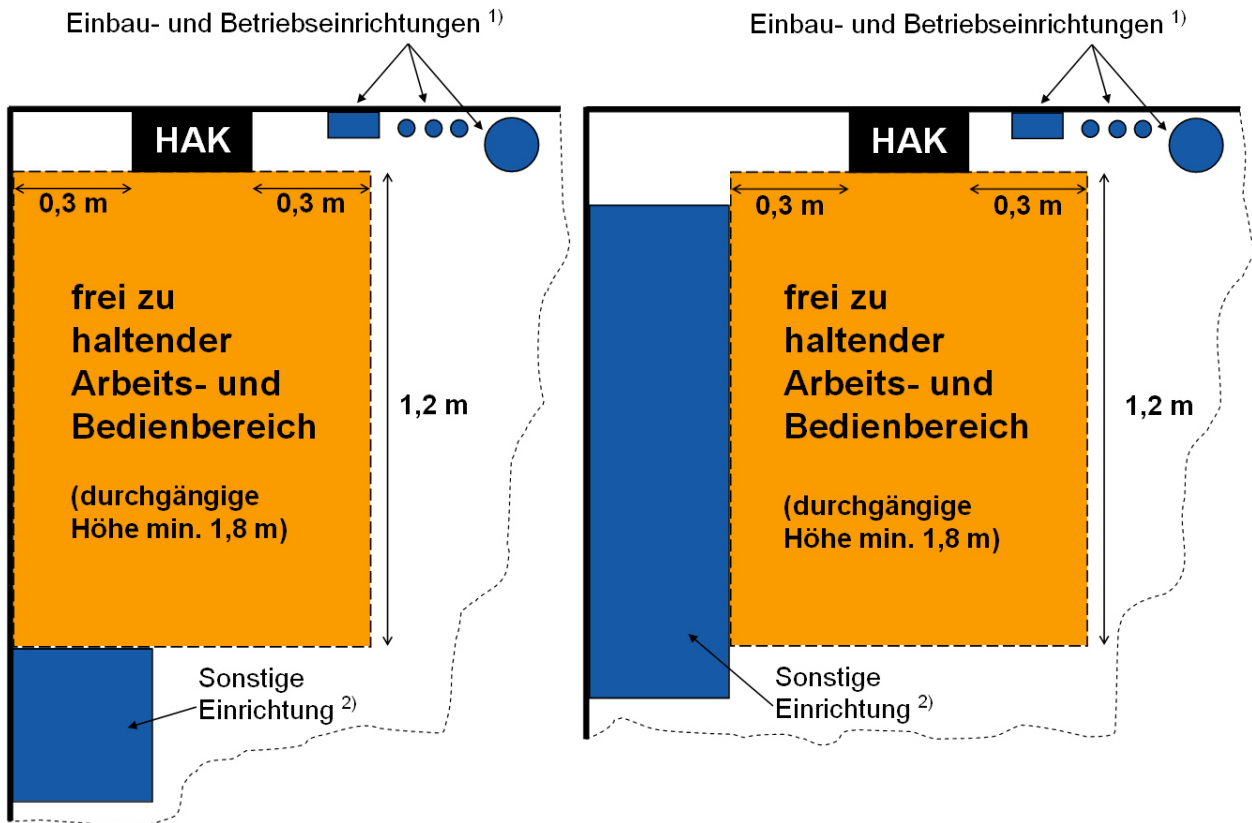 Einbau- und Betriebseinrichtungen 1)
HAK
0,3 m
0,3 m
frei zu
haltender
Arbeits- und
Bedienbereich
(durchgängige
Höhe min. 1,8 m)
1,2 m
Sonstige
Einrichtung 2)
Einbau- und Betriebseinrichtungen 1)
HAK
0,3 m
0,3 m
frei zu
haltender
Arbeits- und
Bedienbereich
(durchgängige
Höhe min. 1,8 m)
1,2 m
Sonstige
Einrichtung 2)